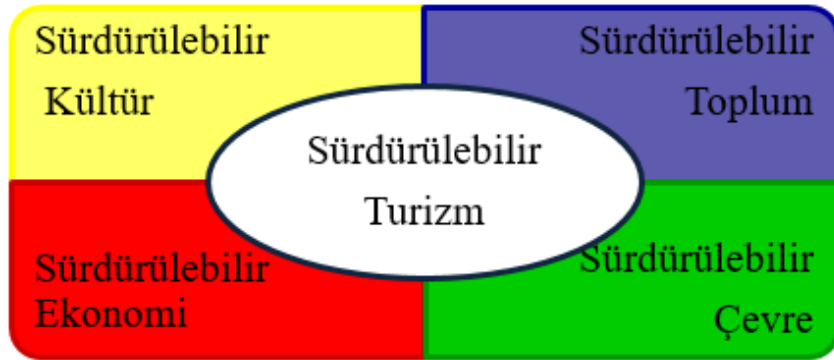 Sürdürülebilir
Kültür
Sürdürülebilir
Toplum
Sürdürülebilir
Turizm
Sürdürülebilir
Ekonomi
Sürdürülebilir
Çevre